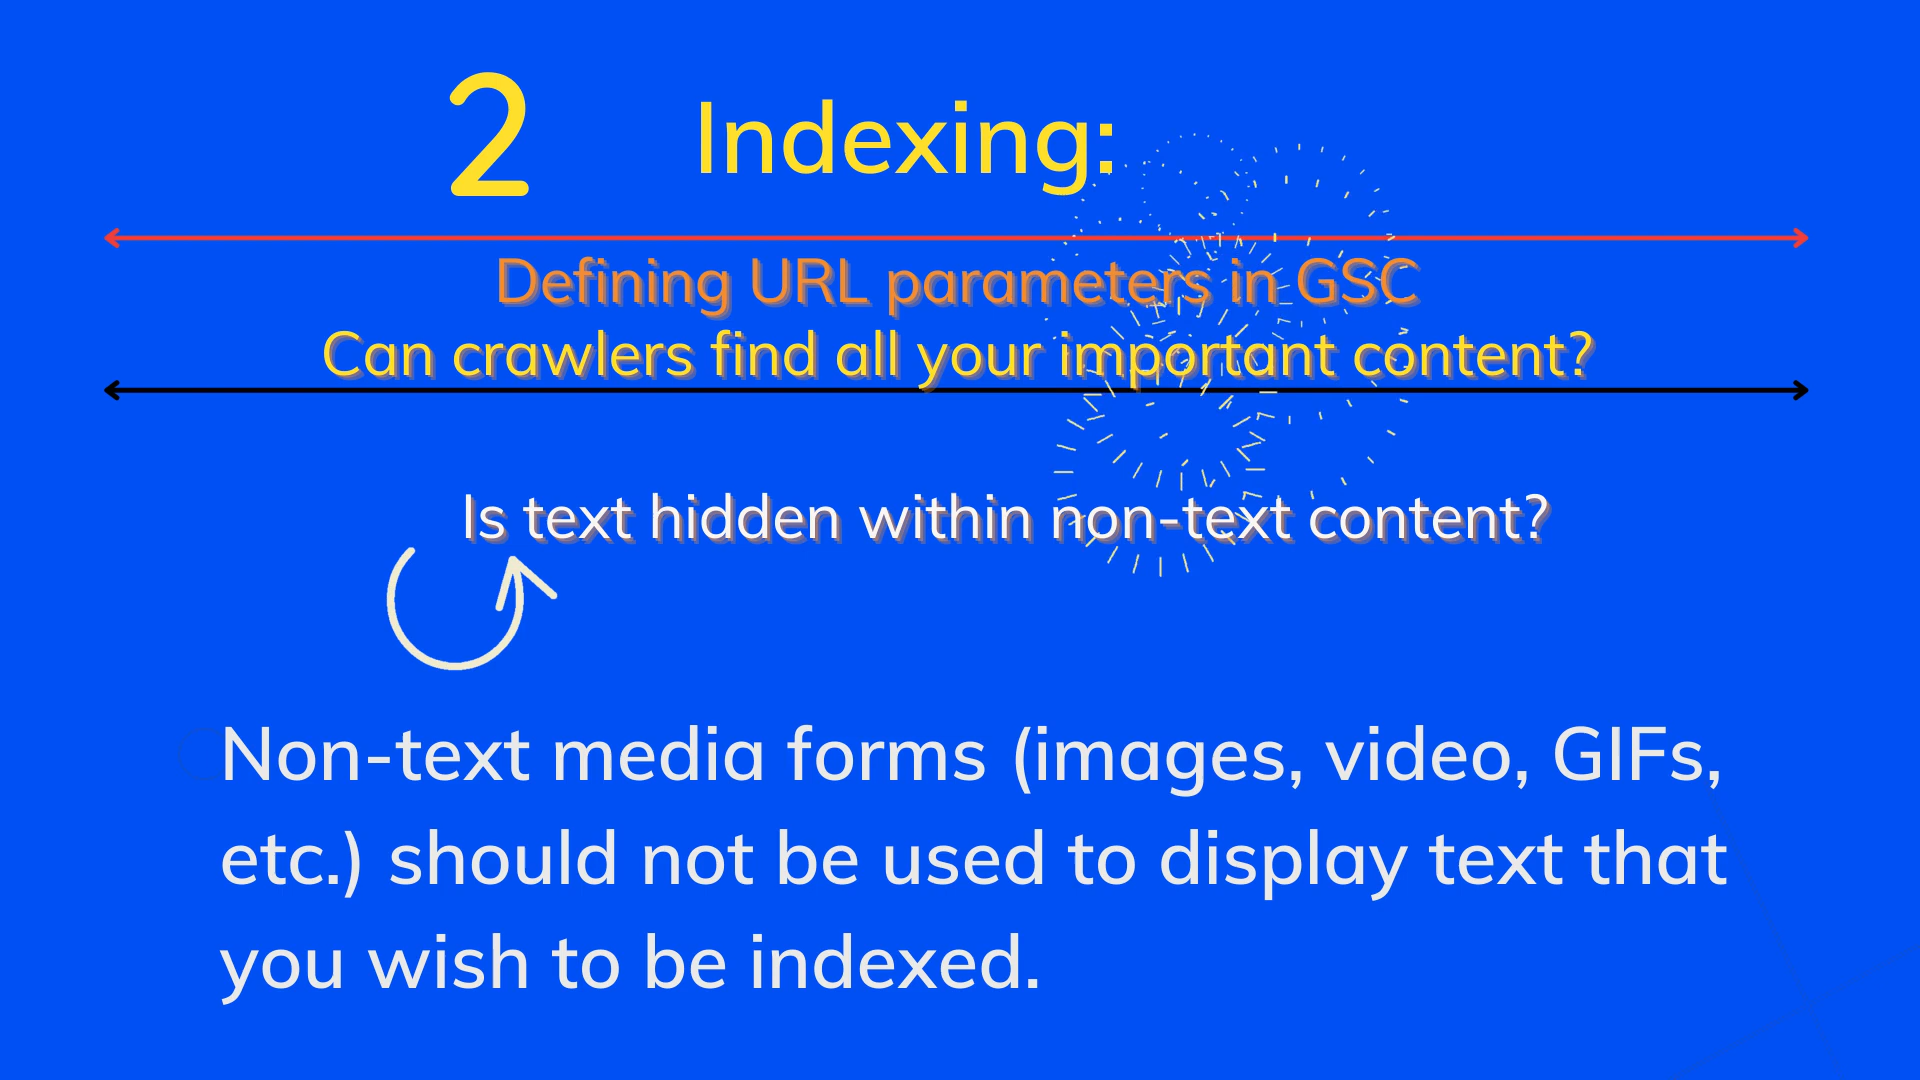 2 Indexing:
Defining URL parameters in GSC
Can crawlers find all your important content?
Is text hidden within non-text content?
Non-text media forms (images, video, GIFs,
etc.) should not be used to display text that
you wish to be indexed.